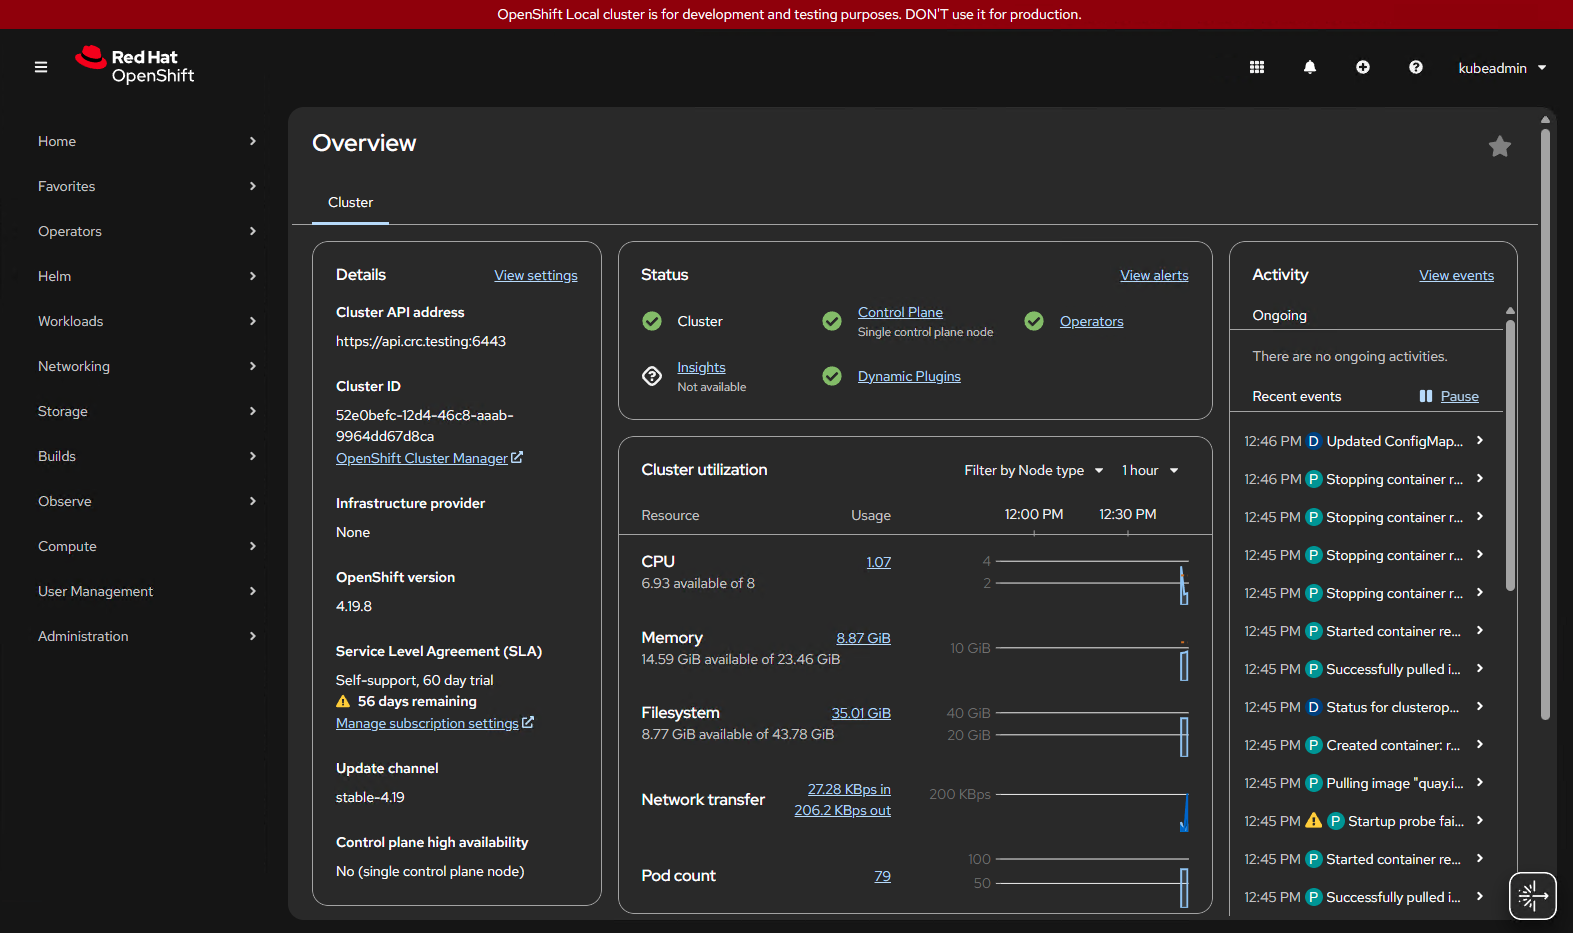 OpenShift Local cluster is for development and testing purposes. DON'T use it for production.
Red Hat
OpenShift
kubeadmin
Home
Favorites
Operators
Helm
Workloads
Networking
Storage
Builds
Observe
Compute
User Management
Administration
Overview
Cluster
Details
View settings
Cluster API address
https://api.crc.testing:6443
Cluster ID
52e0befc-12d4-46c8-aaab-
9964dd67d8ca
OpenShift Cluster Manager
Infrastructure provider
None
OpenShift version
4.19.8
Service Level Agreement (SLA)
Self-support, 60 day trial
56 days remaining
Manage subscription settings
Update channel
stable-4.19
Control plane high availability
No (single control plane node)
Status
View alerts
Cluster
Control Plane
Single control plane node
Operators
Insights
Not available
Dynamic Plugins
Cluster utilization
Filter by Node type
1 hour
Resource
Usage
12:00 PM
12:30 PM
CPU
1.07
6.93 available of 8
4
2
Memory
8.87 GiB
14.59 GiB available of 23.46 GiB
10 GiB
Filesystem
35.01 GiB
8.77 GiB available of 43.78 GiB
40 GiB
20 GiB
Network transfer
27.28 KBps in
206.2 KBps out
200 KBps
Pod count
79
100
50
Activity
View events
Ongoing
There are no ongoing activities.
Recent events
Pause
12:46 PM D Updated ConfigMap...
12:46 PM P Stopping container r...
12:45 PM P Stopping container r...
12:45 PM P Stopping container r...
12:45 PM P Stopping container r...
12:45 PM P Started container re...
12:45 PM P Successfully pulled i...
12:45 PM D Status for clusterop...
12:45 PM P Created container: r...
12:45 PM P Pulling image "quay.i...
12:45 PM P Startup probe fai...
12:45 PM P Started container re...
12:45 PM P Successfully pulled i...